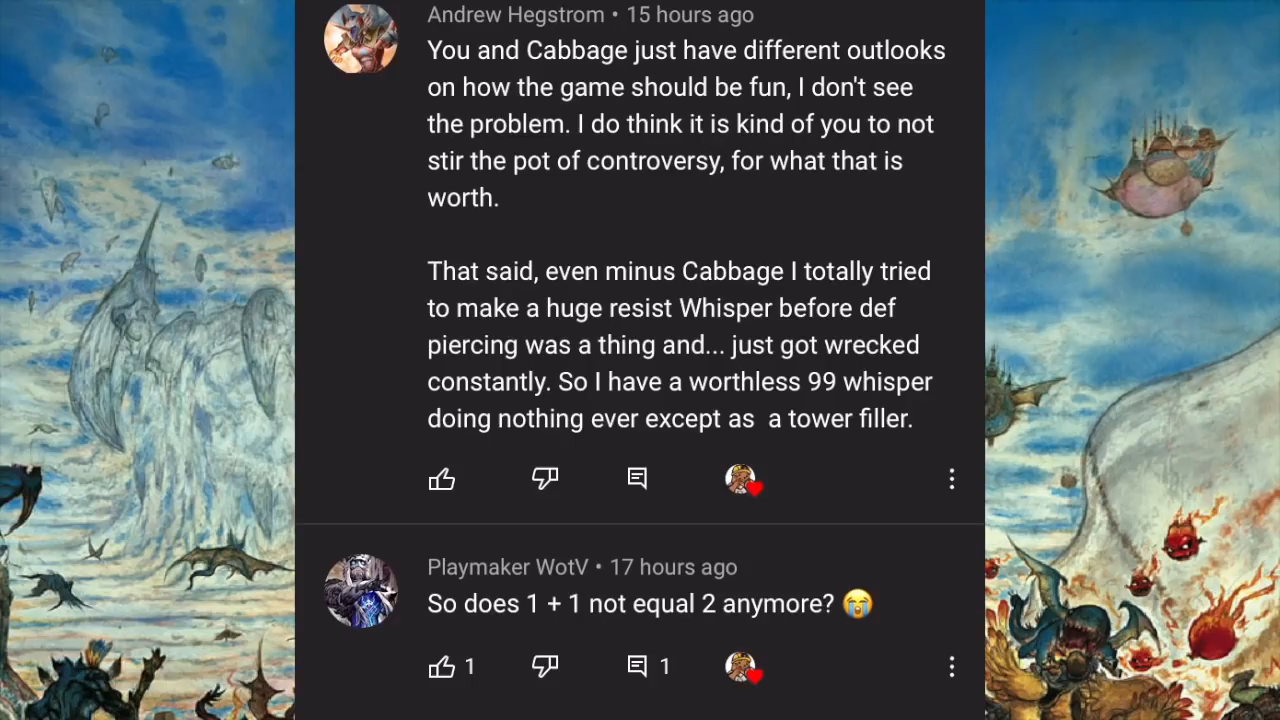 Andrew Hegstrom • 15 hours ago
You and Cabbage just have different outlooks
on how the game should be fun, I don't see
the problem. I do think it is kind of you to not
stir the pot of controversy, for what that is
worth.
That said, even minus Cabbage I totally tried
to make a huge resist Whisper before def
piercing was a thing and... just got wrecked
constantly. So I have a worthless 99 whisper
doing nothing ever except as  a tower filler.
Playmaker WotV • 17 hours ago
So does 1 + 1 not equal 2 anymore? 😭
1 1